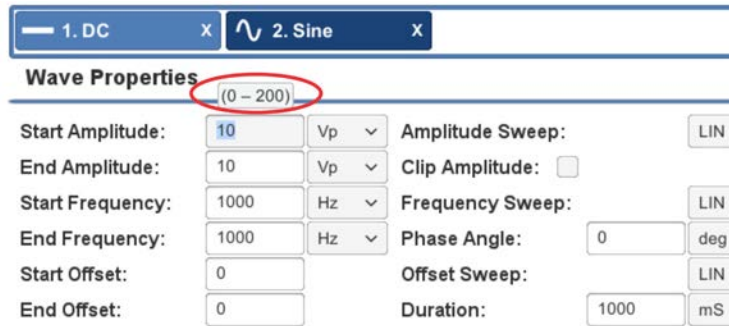 1. DC X 2. Sine X
Wave Properties
(0 – 200)
Start Amplitude: 10 Vp Amplitude Sweep: LIN
End Amplitude: 10 Vp Clip Amplitude:
Start Frequency: 1000 Hz Frequency Sweep: LIN
End Frequency: 1000 Hz Phase Angle: 0 deg
Start Offset: 0 Offset Sweep: LIN
End Offset: 0 Duration: 1000 mS